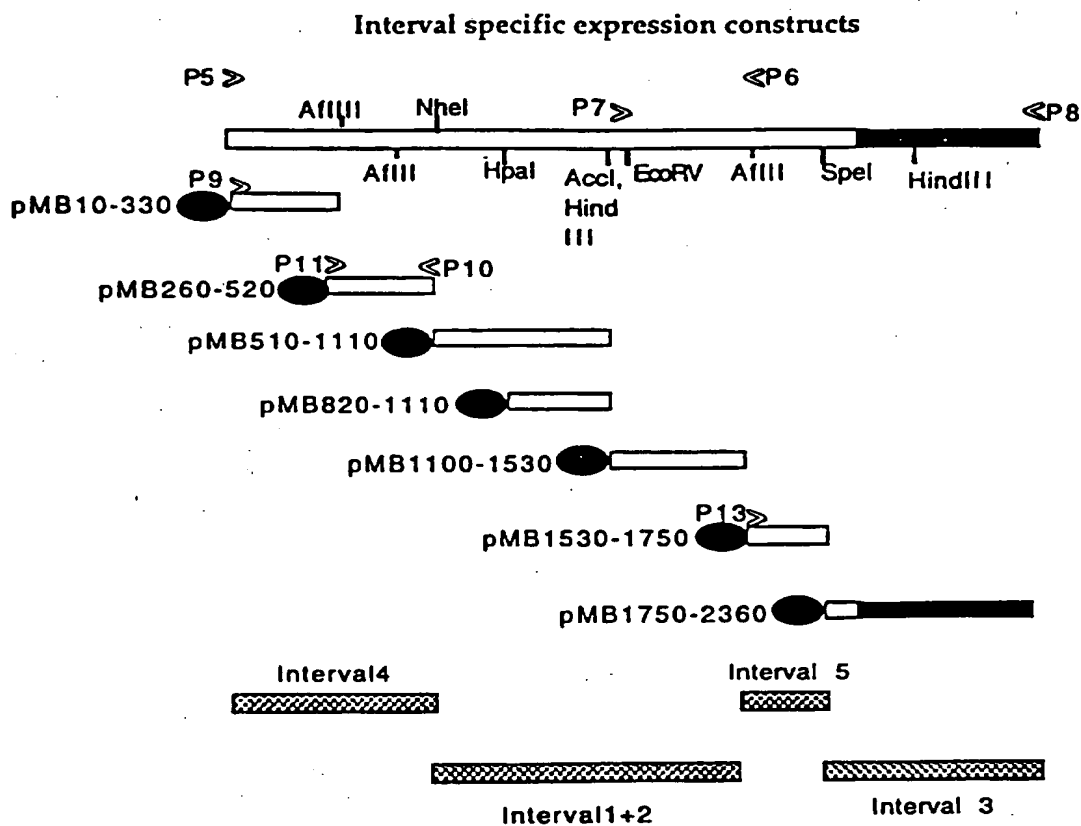 Interval specific expression constructs
P5
P6
AflIII
NheI
P7
P8
AflII
HpaI
AccI,
Hind
III
EcoRV
AflII
SpeI
HindIII
P9
pMB10-330
P11
P10
pMB260-520
pMB510-1110
pMB820-1110
pMB1100-1530
P13
pMB1530-1750
pMB1750-2360
Interval4
Interval 5
Interval1+2
Interval 3